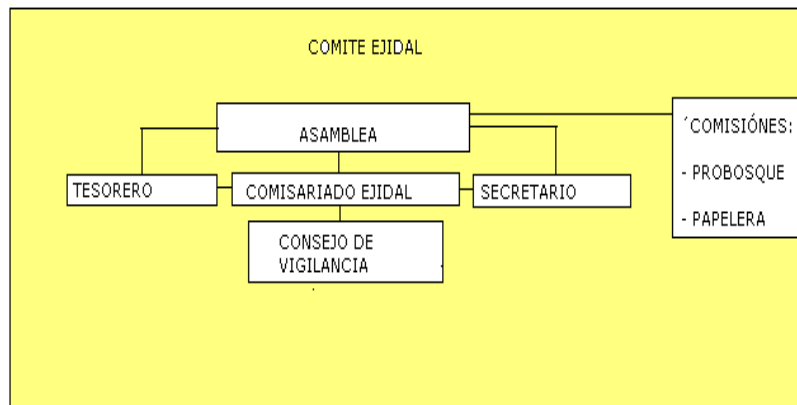 COMITE EJIDAL
ASAMBLEA
´COMISIÓNES:
- PROBOSQUE
- PAPELERA
TESORERO
COMISARIADO EJIDAL
SECRETARIO
CONSEJO DE
VIGILANCIA